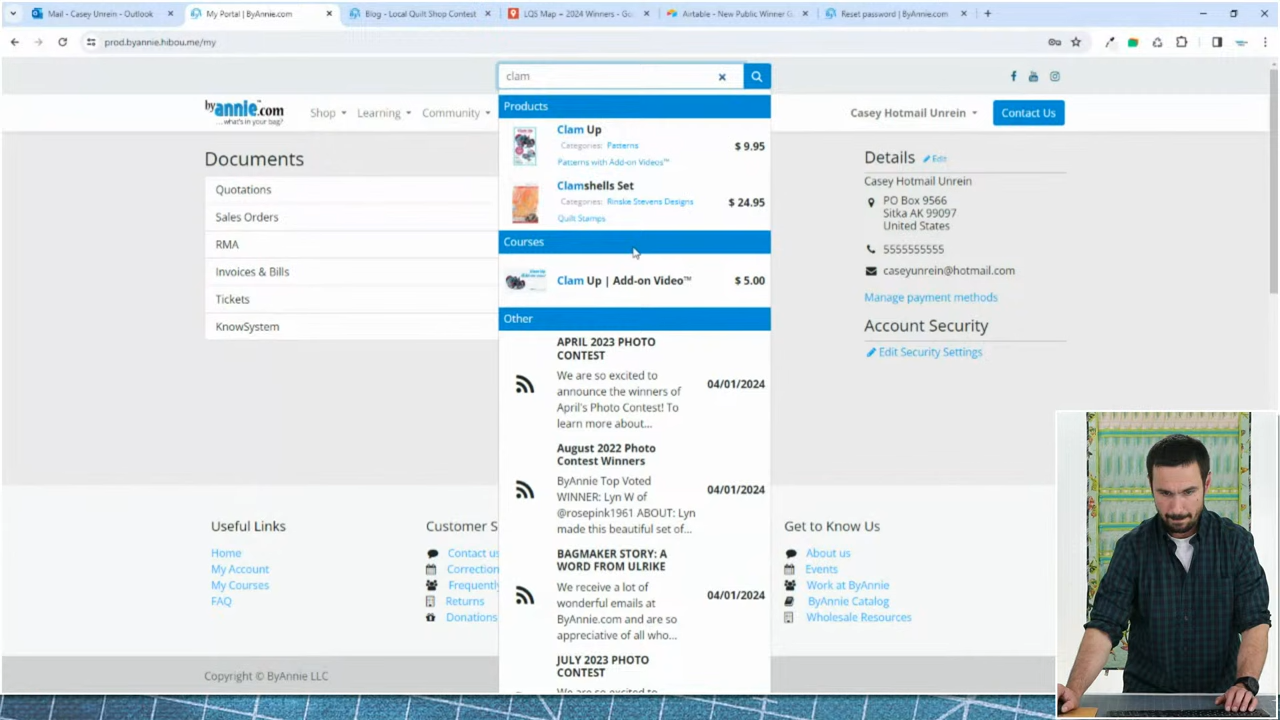 Mail - Casey Unrein - Outlook
My Portal | ByAnnie.com
Blog - Local Quilt Shop Contest
LQS Map – 2024 Winners - Go
Airtable - New Public Winner G
Reset password | ByAnnie.com
prod.byannie.hibou.me/my
clam
by annie.com
...what's in your bag?
Shop
Learning
Community
Casey Hotmail Unrein
Contact Us
Products
Clam Up
Categories: Patterns
Patterns with Add-on Videos™
$ 9.95
Clamshells Set
Categories: Rinske Stevens Designs
Quilt Stamps
$ 24.95
Courses
Clam Up | Add-on Video™
$ 5.00
Other
APRIL 2023 PHOTO
CONTEST
We are so excited to
announce the winners of
April's Photo Contest! To
learn more about...
04/01/2024
August 2022 Photo
Contest Winners
ByAnnie Top Voted
WINNER: Lyn W of
@rosepink1961 ABOUT: Lyn
made this beautiful set of...
04/01/2024
BAGMAKER STORY: A
WORD FROM ULRIKE
We receive a lot of
wonderful emails at
ByAnnie.com and are so
appreciative of all who...
04/01/2024
JULY 2023 PHOTO
CONTEST
We are so excited to
Documents
Quotations
Sales Orders
RMA
Invoices & Bills
Tickets
KnowSystem
Details
Edit
Casey Hotmail Unrein
PO Box 9566
Sitka AK 99097
United States
5555555555
caseyunrein@hotmail.com
Manage payment methods
Account Security
Edit Security Settings
Useful Links
Home
My Account
My Courses
FAQ
Customer S
Contact us
Correction
Frequently
Returns
Donations
Get to Know Us
About us
Events
Work at ByAnnie
ByAnnie Catalog
Wholesale Resources
Copyright © ByAnnie LLC